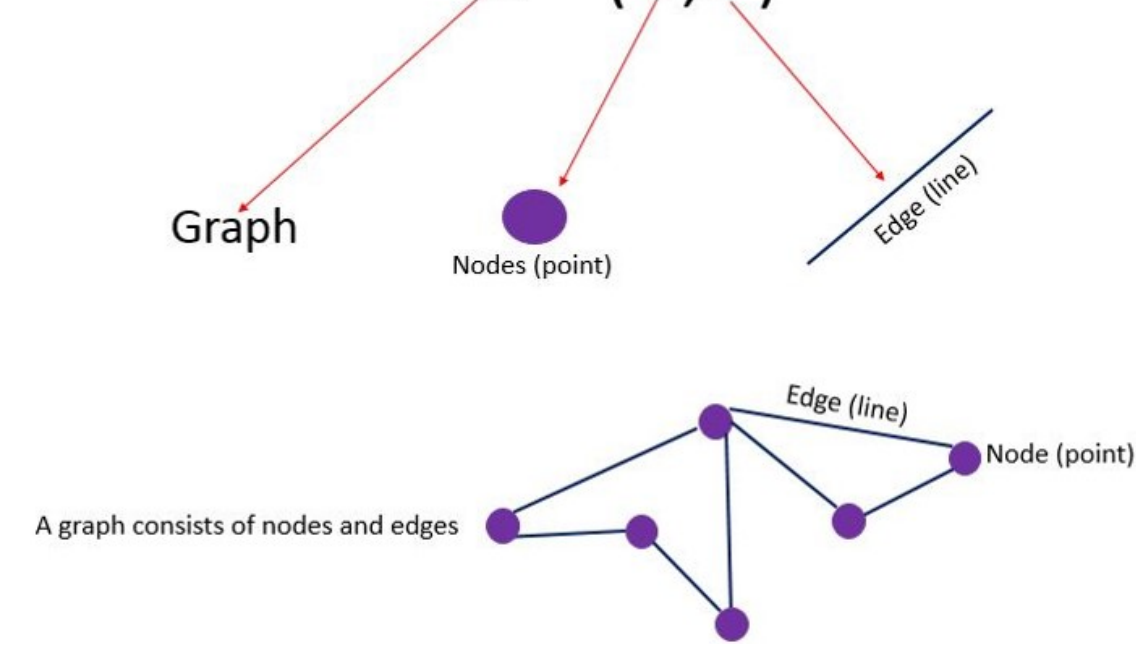 Graph
Nodes (point)
Edge (line)
Edge (line)
Node (point)
A graph consists of nodes and edges